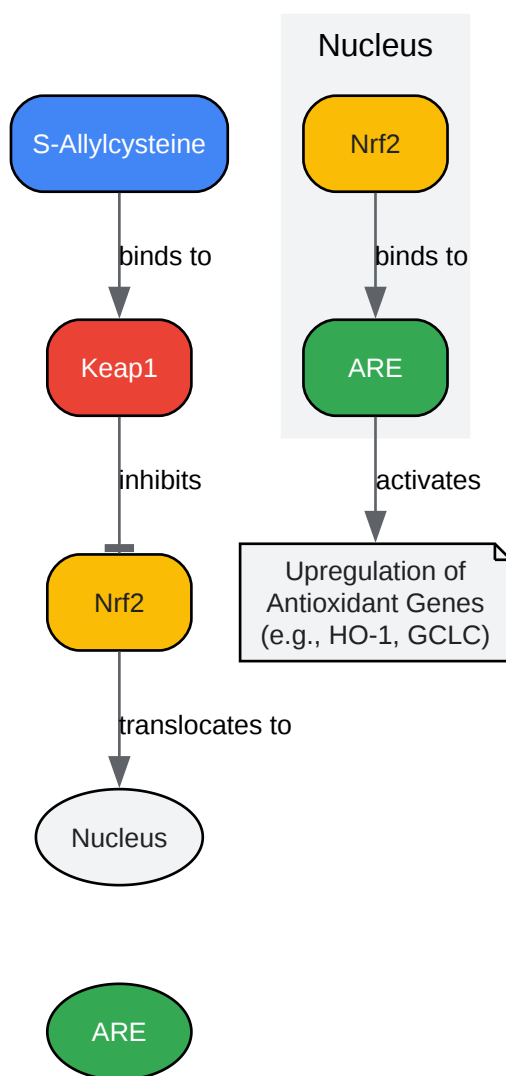 Nucleus
S-Allylcysteine
Nrf2
binds to
binds to
Keap1
ARE
inhibits
activates
Nrf2
Upregulation of
Antioxidant Genes
(e.g., HO-1, GCLC)
translocates to
Nucleus
ARE